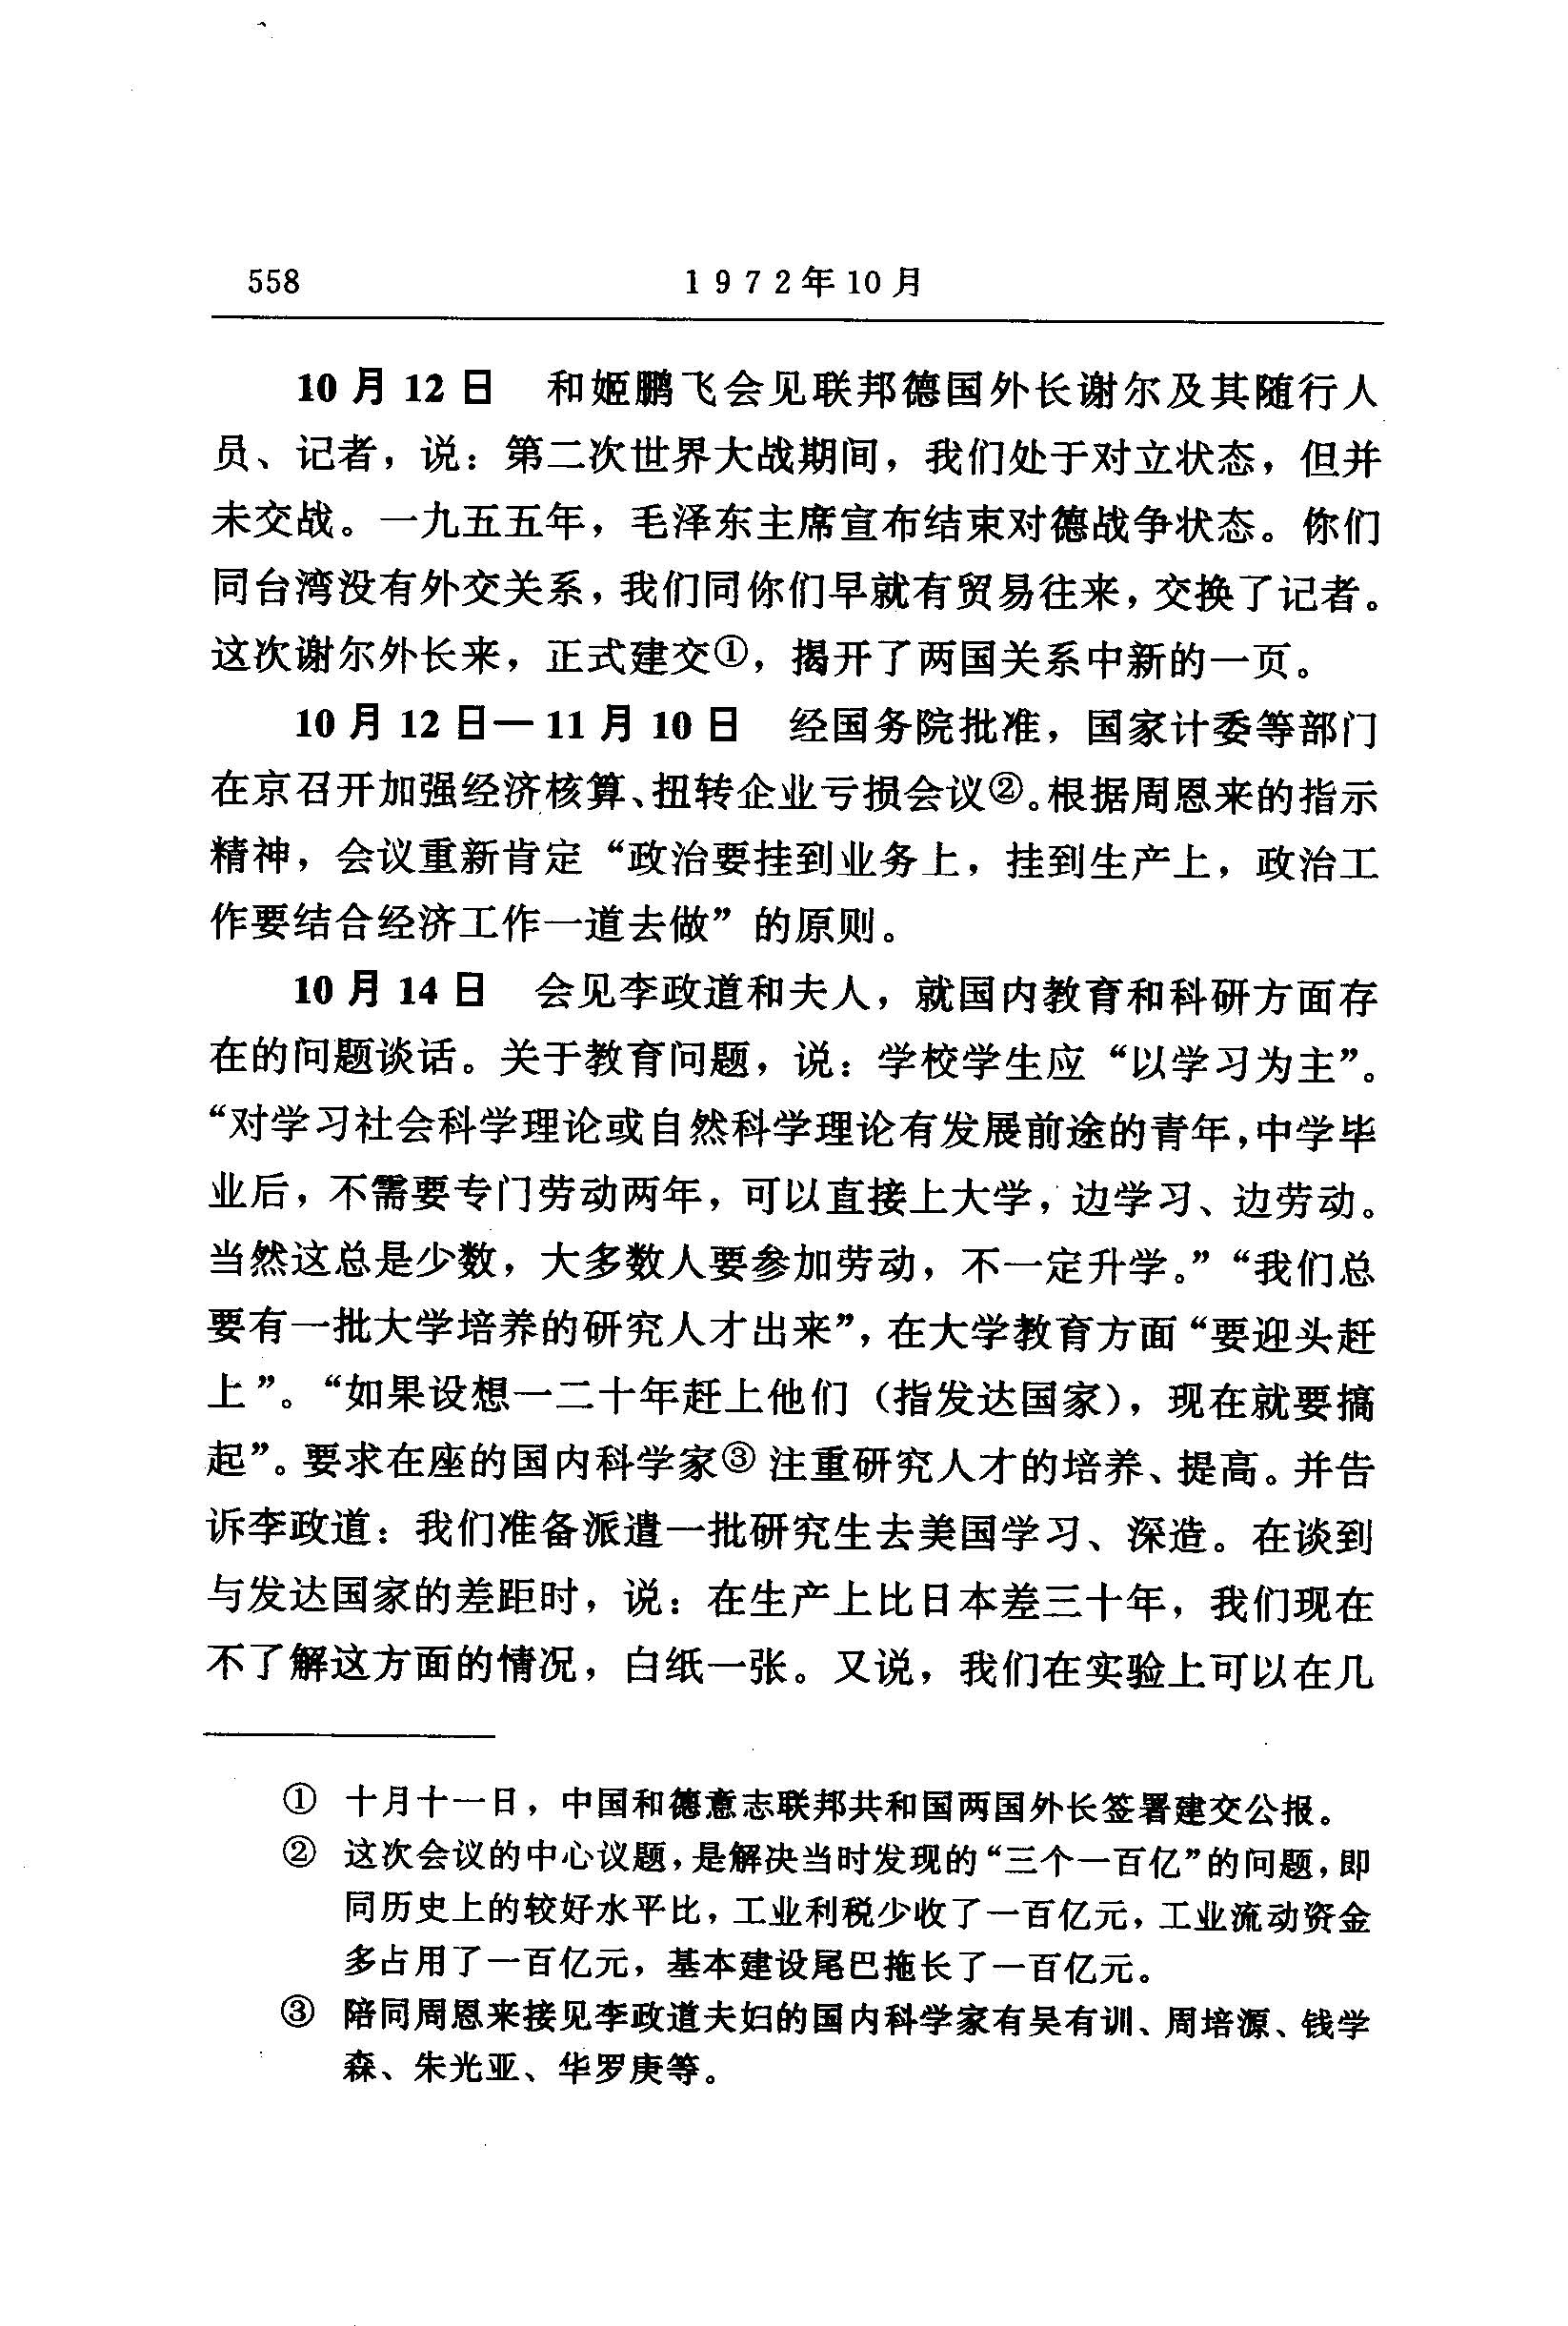 558 1972年10月
10月12日 和姬鹏飞会见联邦德国外长谢尔及其随行人
员、记者，说：第二次世界大战期间，我们处于对立状态，但并
未交战。一九五五年，毛泽东主席宣布结束对德战争状态。你们
同台湾没有外交关系，我们同你们早就有贸易往来，交换了记者。
这次谢尔外长来，正式建交①，揭开了两国关系中新的一页。
10月12日—11月10日 经国务院批准，国家计委等部门
在京召开加强经济核算、扭转企业亏损会议②。根据周恩来的指示
精神，会议重新肯定“政治要挂到业务上，挂到生产上，政治工
作要结合经济工作一道去做”的原则。
10月14日 会见李政道和夫人，就国内教育和科研方面存
在的问题谈话。关于教育问题，说：学校学生应“以学习为主”。
“对学习社会科学理论或自然科学理论有发展前途的青年，中学毕
业后，不需要专门劳动两年，可以直接上大学，边学习、边劳动。
当然这总是少数，大多数人要参加劳动，不一定升学。”“我们总
要有一批大学培养的研究人才出来”，在大学教育方面“要迎头赶
上”。“如果设想一二十年赶上他们（指发达国家），现在就要搞
起”。要求在座的国内科学家③注重研究人才的培养、提高。并告
诉李政道：我们准备派遣一批研究生去美国学习、深造。在谈到
与发达国家的差距时，说：在生产上比日本差三十年，我们现在
不了解这方面的情况，白纸一张。又说，我们在实验上可以在几
① 十月十一日，中国和德意志联邦共和国两国外长签署建交公报。
② 这次会议的中心议题，是解决当时发现的“三个一百亿”的问题，即
同历史上的较好水平比，工业利税少收了一百亿元，工业流动资金
多占用了一百亿元，基本建设尾巴拖长了一百亿元。
③ 陪同周恩来接见李政道夫妇的国内科学家有吴有训、周培源、钱学
森、朱光亚、华罗庚等。